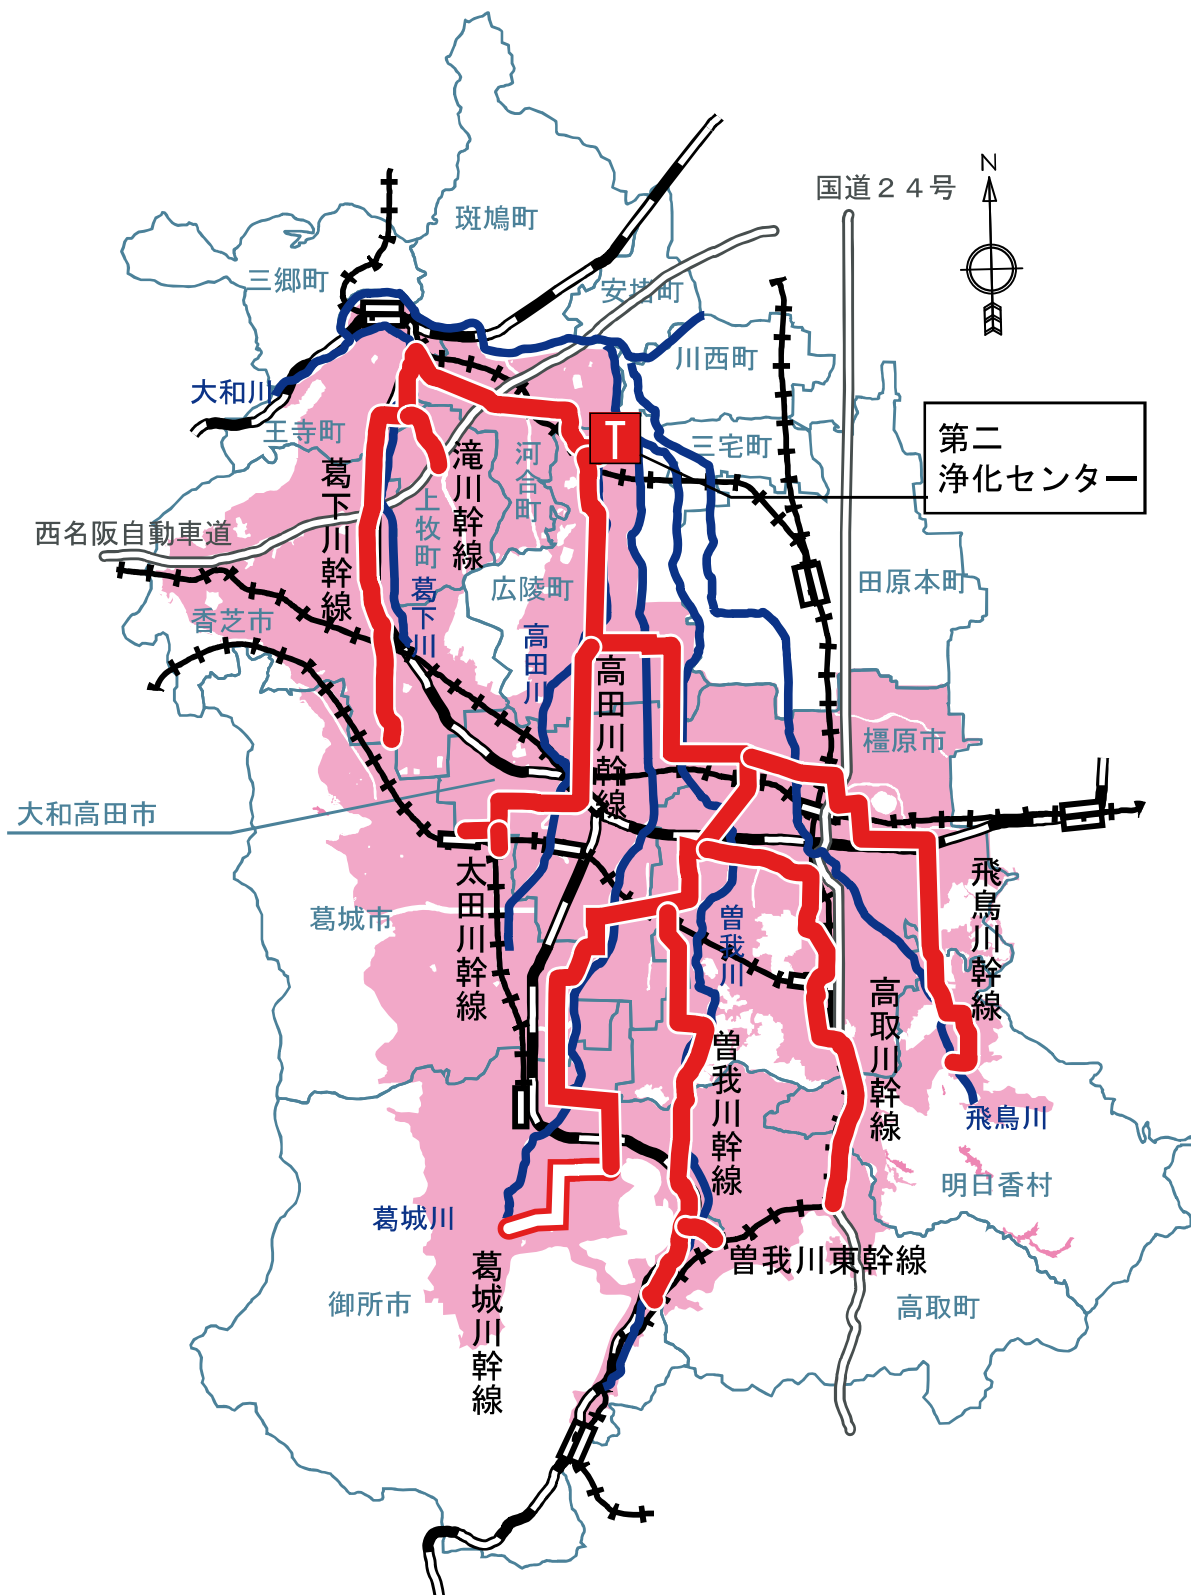 N
国道24号
斑鳩町
三郷町
安堵町
川西町
大和川
王寺町
三宅町
第二
浄化センター
T
滝川幹線
河合町
葛下川幹線
上牧町
西名阪自動車道
田原本町
広陵町
葛下川
香芝市
高田川
高田川幹線
橿原市
大和高田市
太田川幹線
飛鳥川幹線
葛城市
曽我川
高取川幹線
曽我川幹線
飛鳥川
明日香村
葛城川
曽我川東幹線
葛城川幹線
御所市
高取町